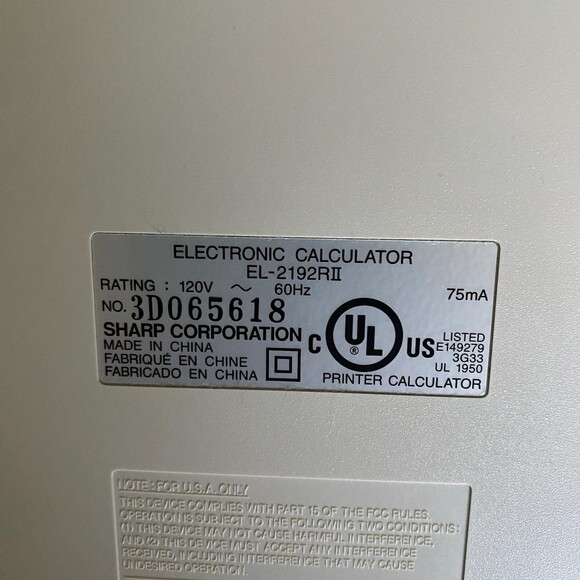 ELECTRONIC CALCULATOR
EL-2192RII
RATING : 120V ~ 60Hz 75mA
NO. 3D065618
SHARP CORPORATION
MADE IN CHINA
FABRIQUÉ EN CHINE
FABRICADO EN CHINA
C UL ® US
LISTED
E149279
3G33
UL 1950
PRINTER CALCULATOR
NOTE : FOR U.S.A. ONLY
THIS DEVICE COMPLIES WITH PART 15 OF THE FCC RULES.
OPERATION IS SUBJECT TO THE FOLLOWING TWO CONDITIONS:
(1) THIS DEVICE MAY NOT CAUSE HARMFUL INTERFERENCE,
AND (2) THIS DEVICE MUST ACCEPT ANY INTERFERENCE
RECEIVED, INCLUDING INTERFERENCE THAT MAY CAUSE
UNDESIRED OPERATION.